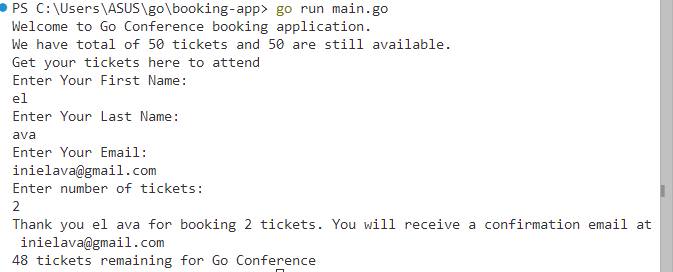 PS C:\Users\ASUS\go\booking-app> go run main.go
Welcome to Go Conference booking application.
We have total of 50 tickets and 50 are still available.
Get your tickets here to attend
Enter Your First Name:
el
Enter Your Last Name:
ava
Enter Your Email:
inielava@gmail.com
Enter number of tickets:
2
Thank you el ava for booking 2 tickets. You will receive a confirmation email at
 inielava@gmail.com
48 tickets remaining for Go Conference